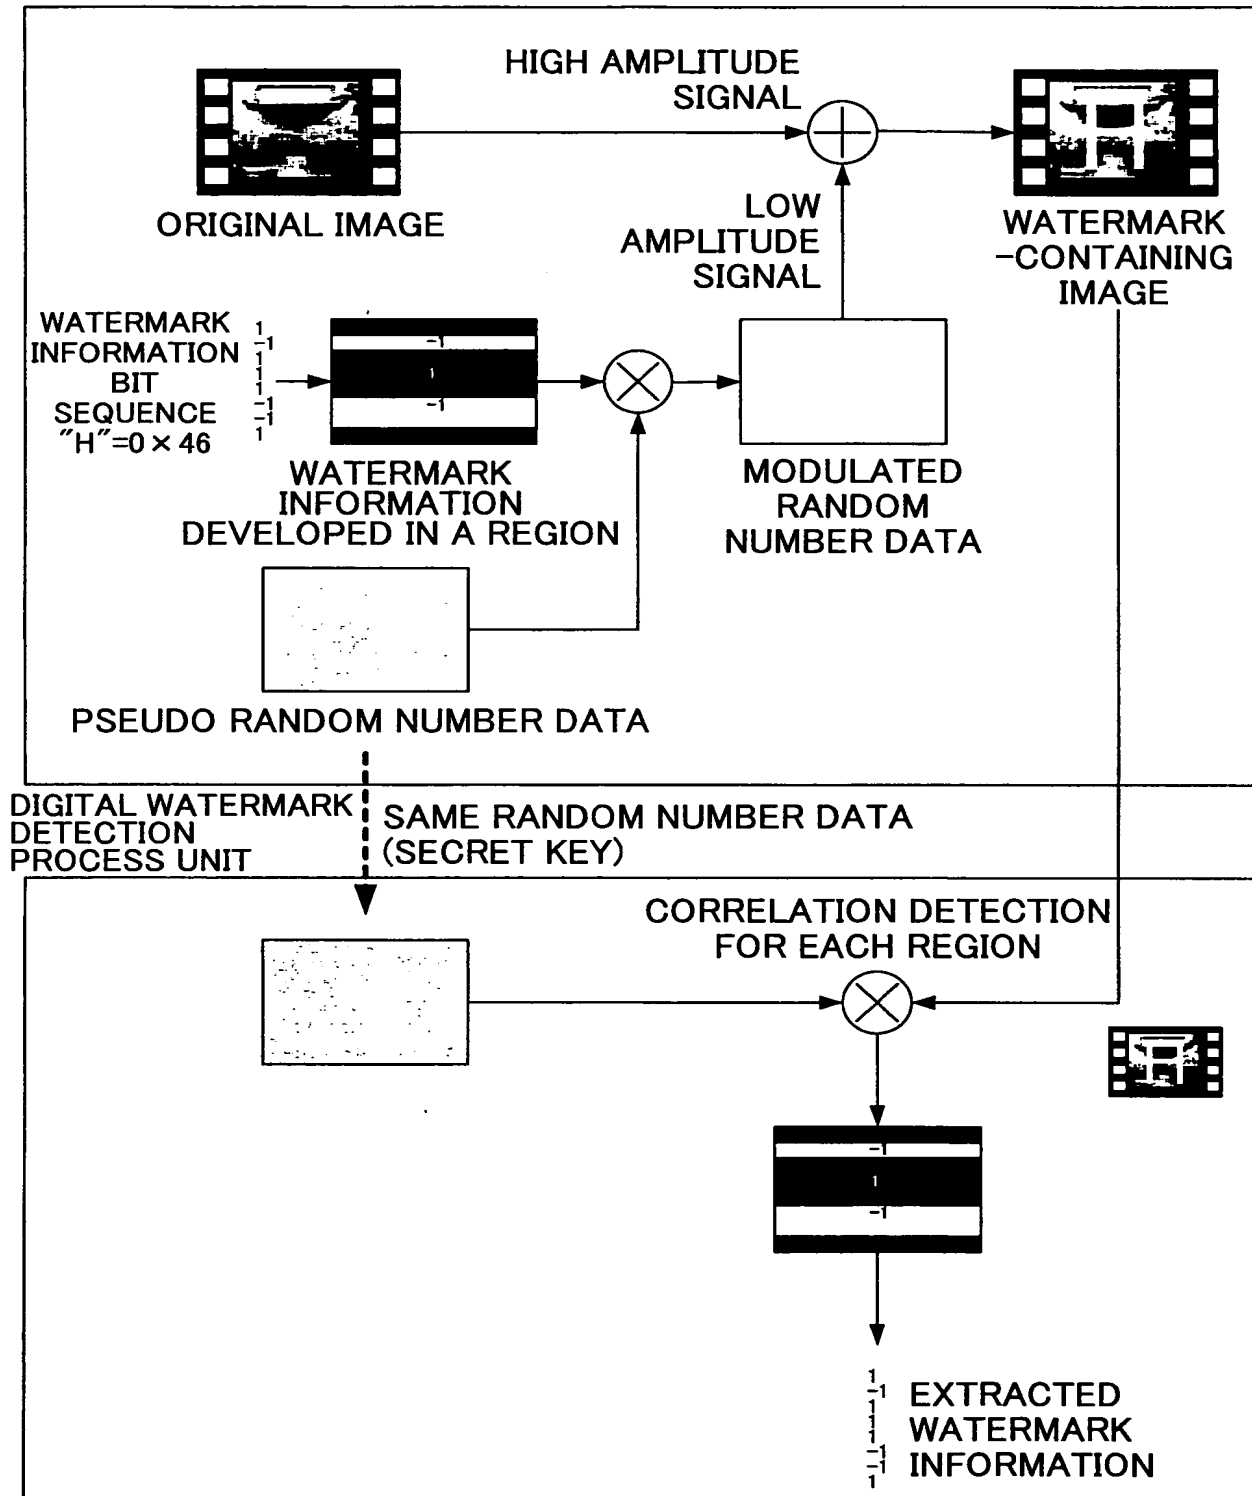 HIGH AMPLITUDE
SIGNAL
ORIGINAL IMAGE
LOW
AMPLITUDE
SIGNAL
WATERMARK
-CONTAINING
IMAGE
WATERMARK
INFORMATION
BIT
SEQUENCE
"H"=0×46
1
-1
1
1
1
-1
-1
1
-1
1
-1
WATERMARK
INFORMATION
DEVELOPED IN A REGION
MODULATED
RANDOM
NUMBER DATA
PSEUDO RANDOM NUMBER DATA
DIGITAL WATERMARK
DETECTION
PROCESS UNIT
SAME RANDOM NUMBER DATA
(SECRET KEY)
CORRELATION DETECTION
FOR EACH REGION
-1
1
-1
1
-1
1
1
1
-1
-1
1
EXTRACTED
WATERMARK
INFORMATION